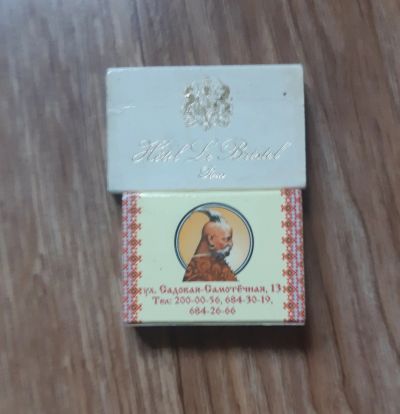 Hôtel Le Bristol
Paris
ул. Садовая-Самотёчная, 13
Тел: 200-00-56, 684-30-19,
684-26-66